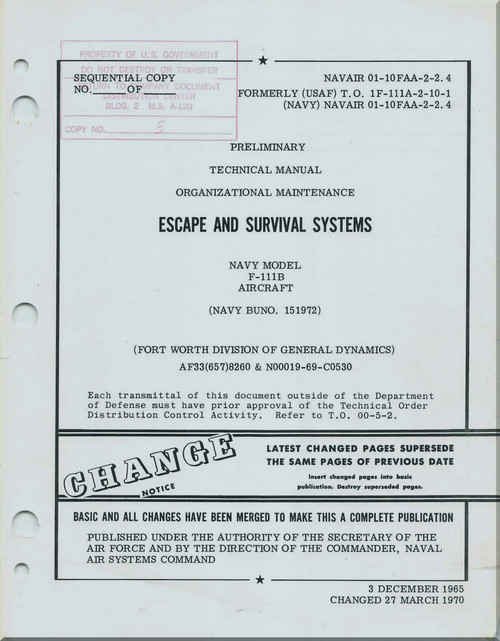 PROPERTY OF U.S. GOVERNMENT
DO NOT DESTROY OR TRANSFER
RETURN TO COMPANY DOCUMENT
DISTRIBUTION CENTER
BLDG. 2 M.S. A-120
COPY NO. 3
SEQUENTIAL COPY
NO. OF
NAVAIR 01-10FAA-2-2.4
FORMERLY (USAF) T.O. 1F-111A-2-10-1
(NAVY) NAVAIR 01-10FAA-2-2.4
PRELIMINARY
TECHNICAL MANUAL
ORGANIZATIONAL MAINTENANCE
ESCAPE AND SURVIVAL SYSTEMS
NAVY MODEL
F-111B
AIRCRAFT
(NAVY BUNO. 151972)
(FORT WORTH DIVISION OF GENERAL DYNAMICS)
AF33(657)8260 & N00019-69-C0530
Each transmittal of this document outside of the Department
of Defense must have prior approval of the Technical Order
Distribution Control Activity. Refer to T.O. 00-5-2.
CHANGE
NOTICE
LATEST CHANGED PAGES SUPERSEDE
THE SAME PAGES OF PREVIOUS DATE
Insert changed pages into basic
publication. Destroy superseded pages.
BASIC AND ALL CHANGES HAVE BEEN MERGED TO MAKE THIS A COMPLETE PUBLICATION
PUBLISHED UNDER THE AUTHORITY OF THE SECRETARY OF THE
AIR FORCE AND BY THE DIRECTION OF THE COMMANDER, NAVAL
AIR SYSTEMS COMMAND
3 DECEMBER 1965
CHANGED 27 MARCH 1970